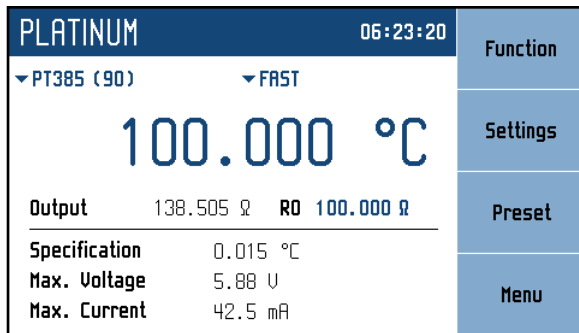 PLATINUM 06:23:20
PT385 (90) FAST
100.000 °C
Output 138.505 Ω R0 100.000 Ω
Specification 0.015 °C
Max. Voltage 5.88 V
Max. Current 42.5 mA
Function
Settings
Preset
Menu